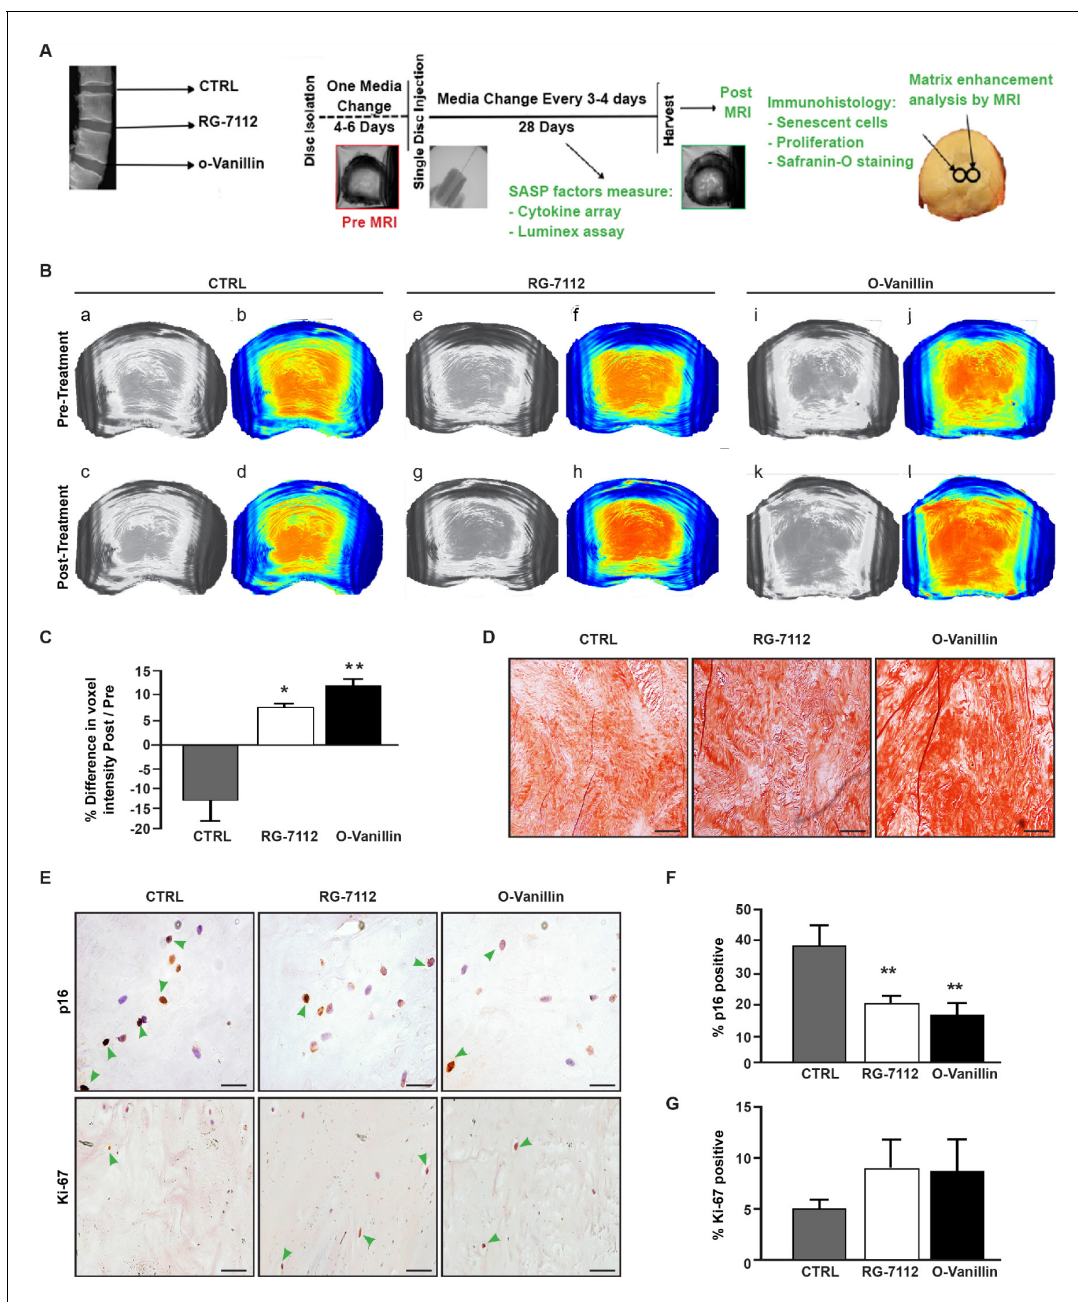 A
CTRL
RG-7112
o-Vanillin
Disc Isolation
One Media
Change
4-6 Days
Pre MRI
Single Disc Injection
Media Change Every 3-4 days
28 Days
SASP factors measure:
- Cytokine array
- Luminex assay
Harvest
Post
MRI
Immunohistology:
- Senescent cells
- Proliferation
- Safranin-O staining
Matrix enhancement
analysis by MRI
B
CTRL
RG-7112
O-Vanillin
Pre-Treatment
a
b
e
f
i
j
Post-Treatment
c
d
g
h
k
l
C
% Difference in voxel
intensity Post / Pre
15
10
5
0
-5
-10
-15
-20
*
**
CTRL
RG-7112
O-Vanillin
D
CTRL
RG-7112
O-Vanillin
E
CTRL
RG-7112
O-Vanillin
p16
Ki-67
F
% p16 positive
50
40
30
20
10
0
**
**
CTRL
RG-7112
O-Vanillin
G
% Ki-67 positive
15
10
5
0
CTRL
RG-7112
O-Vanillin